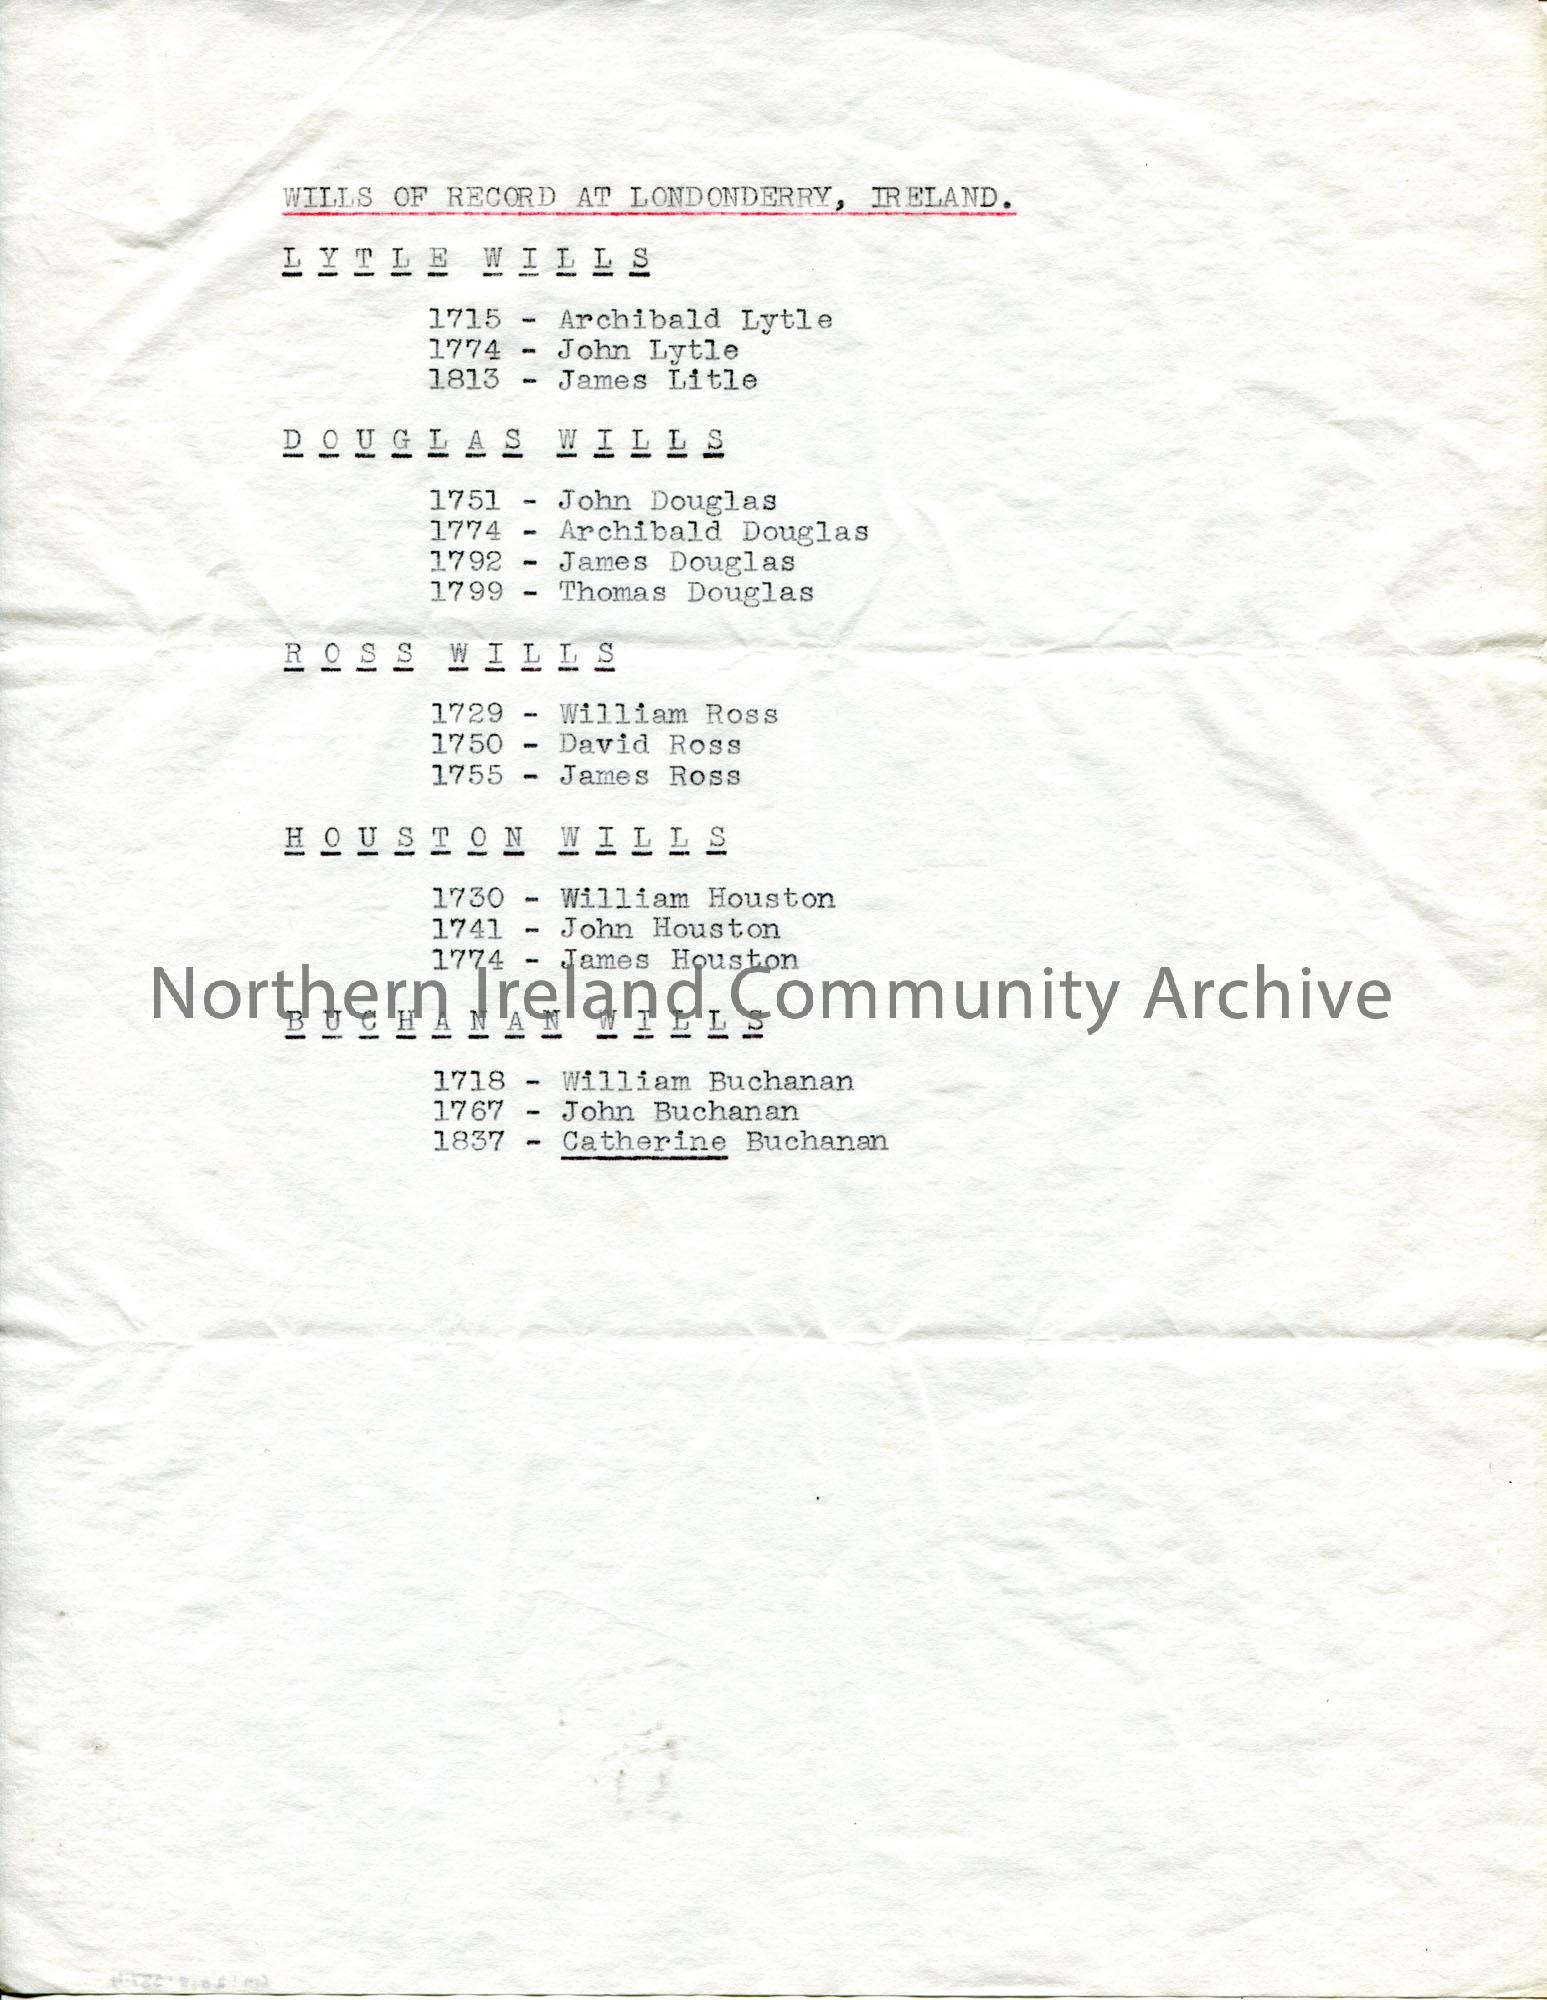 WILLS OF RECORD AT LONDONDERRY, IRELAND.
LYTLE WILLS
1715 - Archibald Lytle
1774 - John Lytle
1813 - James Litle
DOUGLAS WILLS
1751 - John Douglas
1774 - Archibald Douglas
1792 - James Douglas
1799 - Thomas Douglas
ROSS WILLS
1729 - William Ross
1750 - David Ross
1755 - James Ross
HOUSTON WILLS
1730 - William Houston
1741 - John Houston
1774 - James Houston
Northern Ireland Community Archive
BUCHANAN WILLS
1718 - William Buchanan
1767 - John Buchanan
1837 - Catherine Buchanan